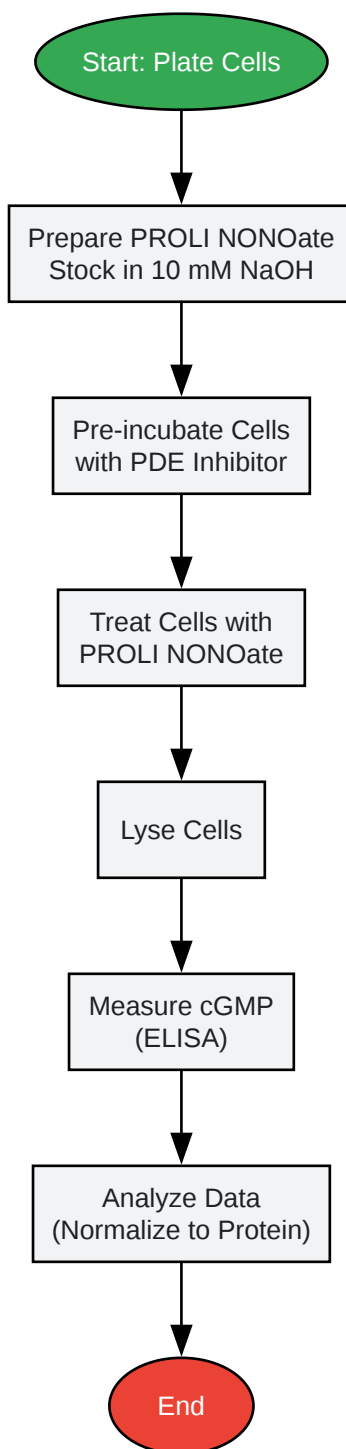 Start: Plate Cells
Prepare PROLI NONOate
Stock in 10 mM NaOH
Pre-incubate Cells
with PDE Inhibitor
Treat Cells with
PROLI NONOate
Lyse Cells
Measure cGMP
(ELISA)
Analyze Data
(Normalize to Protein)
End